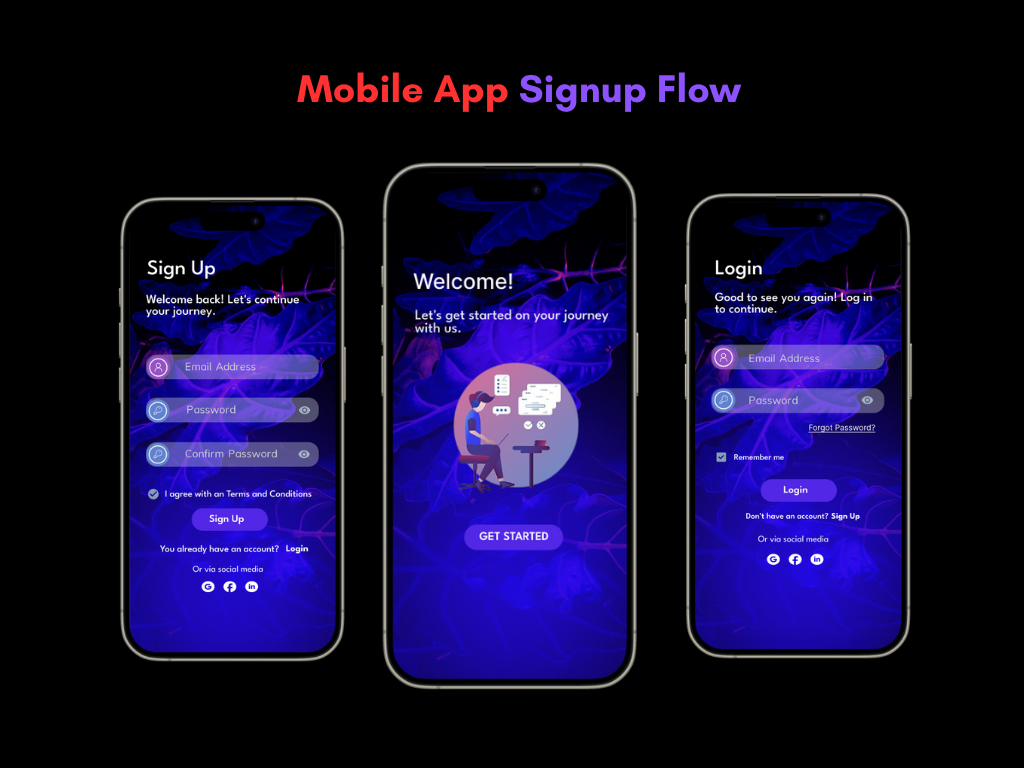 Mobile App Signup Flow
Sign Up
Welcome back! Let's continue
your journey.
Email Address
Password
Confirm Password
I agree with an Terms and Conditions
Sign Up
You already have an account? Login
Or via social media
G f in
Welcome!
Let's get started on your journey
with us.
GET STARTED
Login
Good to see you again! Log in
to continue.
Email Address
Password
Forgot Password?
Remember me
Login
Don't have an account? Sign Up
Or via social media
G f in